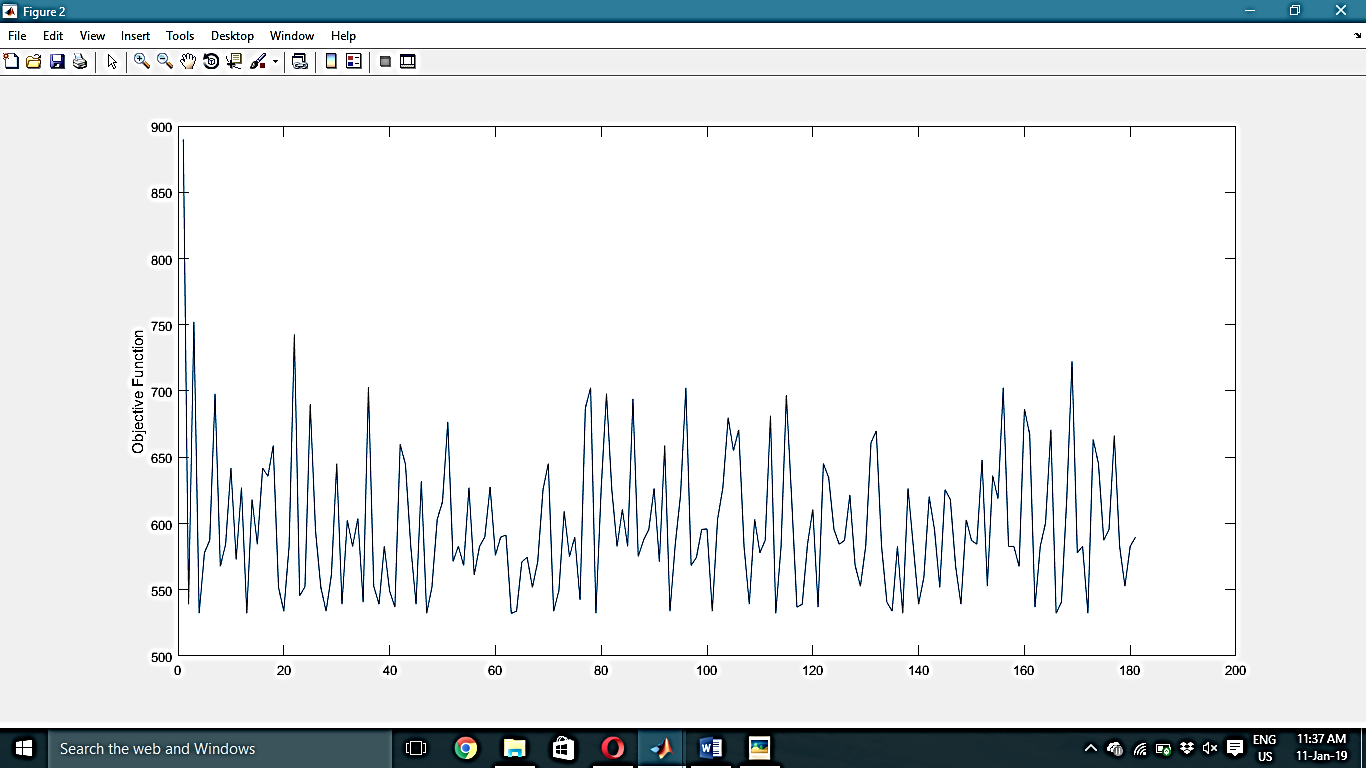 Figure 2
File Edit View Insert Tools Desktop Window Help
900
850
800
750
700
650
600
550
500
Objective Function
0 20 40 60 80 100 120 140 160 180 200
Search the web and Windows
ENG
US
11:37 AM
11-Jan-19